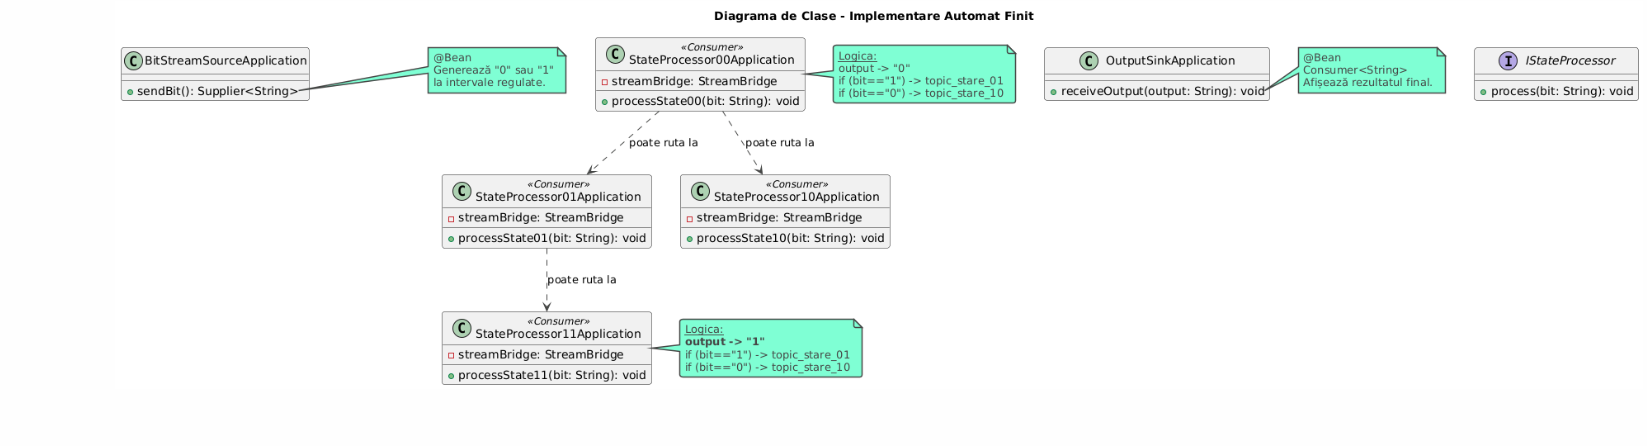 Diagrama de Clase - Implementare Automat Finit
C BitStreamSourceApplication
sendBit(): Supplier<String>
@Bean
Generează "0" sau "1"
la intervale regulate.
«Consumer»
C StateProcessor00Application
streamBridge: StreamBridge
processState00(bit: String): void
Logica:
output -> "0"
if (bit=="1") -> topic_stare_01
if (bit=="0") -> topic_stare_10
C OutputSinkApplication
receiveOutput(output: String): void
@Bean
Consumer<String>
Afișează rezultatul final.
I IStateProcessor
process(bit: String): void
poate ruta la
poate ruta la
«Consumer»
C StateProcessor01Application
streamBridge: StreamBridge
processState01(bit: String): void
«Consumer»
C StateProcessor10Application
streamBridge: StreamBridge
processState10(bit: String): void
poate ruta la
«Consumer»
C StateProcessor11Application
streamBridge: StreamBridge
processState11(bit: String): void
Logica:
output -> "1"
if (bit=="1") -> topic_stare_01
if (bit=="0") -> topic_stare_10